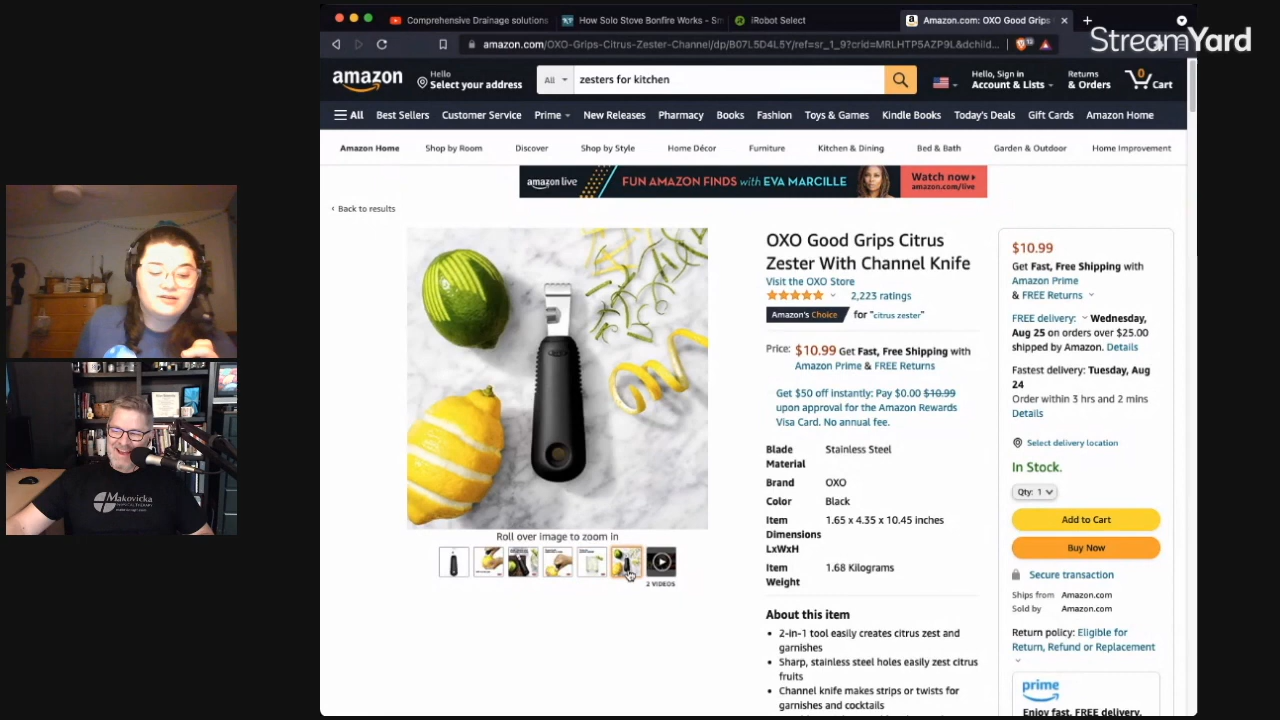 Comprehensive Drainage solutions
How Solo Stove Bonfire Works - Sm
iRobot Select
Amazon.com: OXO Good Grips
StreamYard
amazon.com/OXO-Grips-Citrus-Zester-Channel/dp/B07L5D4L5Y/ref=sr_1_9?crid=MRLHTP5AZP9L&dchild...
amazon
Hello
Select your address
All
zesters for kitchen
Hello, Sign in
Account & Lists
Returns
& Orders
0
Cart
All
Best Sellers
Customer Service
Prime
New Releases
Pharmacy
Books
Fashion
Toys & Games
Kindle Books
Today's Deals
Gift Cards
Amazon Home
Amazon Home
Shop by Room
Discover
Shop by Style
Home Décor
Furniture
Kitchen & Dining
Bed & Bath
Garden & Outdoor
Home Improvement
amazon live
FUN AMAZON FINDS with EVA MARCILLE
Watch now
amazon.com/live
‹ Back to results
OXO Good Grips Citrus
Zester With Channel Knife
Visit the OXO Store
2,223 ratings
Amazon's Choice
for "citrus zester"
Price: $10.99 Get Fast, Free Shipping with
Amazon Prime & FREE Returns
Get $50 off instantly: Pay $0.00 $10.99
upon approval for the Amazon Rewards
Visa Card. No annual fee.
Blade
Material
Stainless Steel
Brand
OXO
Color
Black
Item
Dimensions
LxWxH
1.65 x 4.35 x 10.45 inches
Item
Weight
1.68 Kilograms
About this item
• 2-in-1 tool easily creates citrus zest and
garnishes
• Sharp, stainless steel holes easily zest citrus
fruits
• Channel knife makes strips or twists for
garnishes and cocktails
Roll over image to zoom in
2 VIDEOS
$10.99
Get Fast, Free Shipping with
Amazon Prime
& FREE Returns
FREE delivery: Wednesday,
Aug 25 on orders over $25.00
shipped by Amazon. Details
Fastest delivery: Tuesday, Aug
24
Order within 3 hrs and 2 mins
Details
Select delivery location
In Stock.
Qty: 1
Add to Cart
Buy Now
Secure transaction
Ships from Amazon.com
Sold by Amazon.com
Return policy: Eligible for
Return, Refund or Replacement
prime
Enjoy fast, FREE delivery,
Makovicka